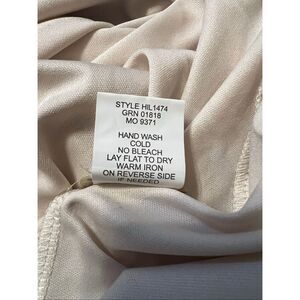 STYLE HIL1474
GRN 01818
MO 9371
HAND WASH
COLD
NO BLEACH
LAY FLAT TO DRY
WARM IRON
ON REVERSE SIDE
IF NEEDED